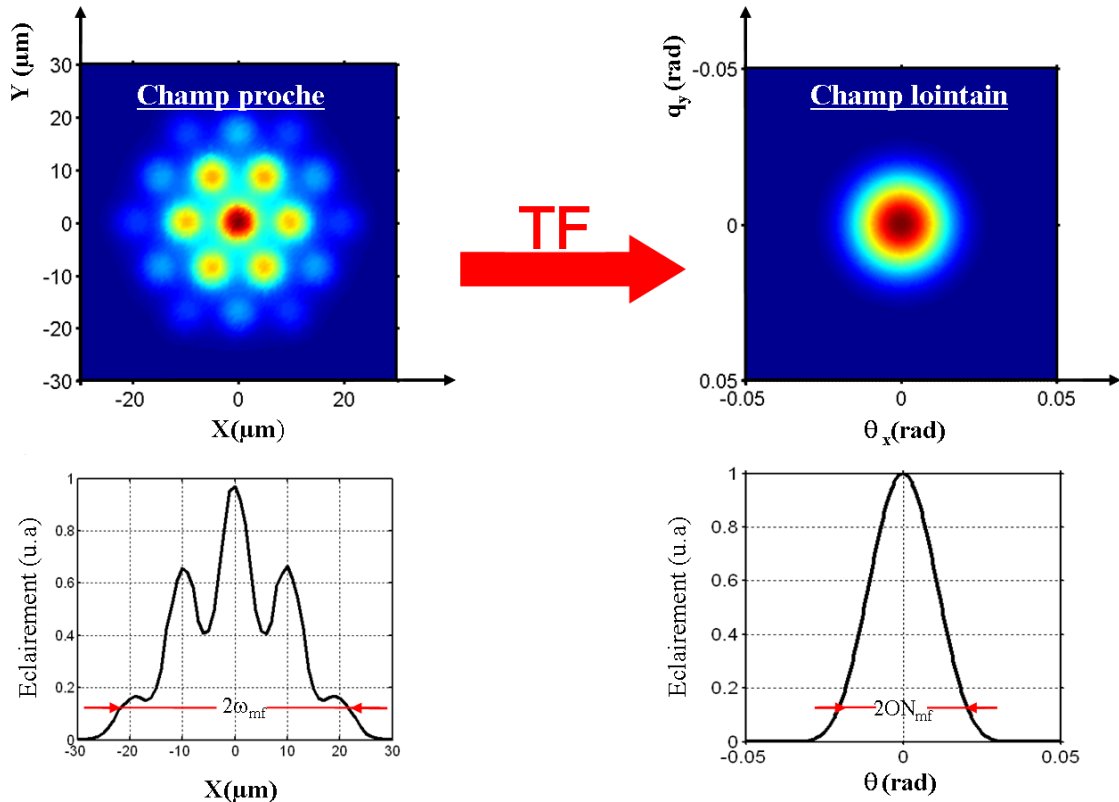 Champ proche
Y (μm)
30
20
10
0
-10
-20
-30
-20
0
20
X(μm)
TF
Champ lointain
q_y (rad)
-0.05
0
0.05
-0.05
0
0.05
θ_x(rad)
Eclairement (u.a)
1
0.8
0.6
0.4
0.2
0
2ω_mf
-30
-20
-10
0
10
20
30
X(μm)
Eclairement (u.a)
1
0.8
0.6
0.4
0.2
0
2ON_mf
-0.05
0
0.05
θ(rad)